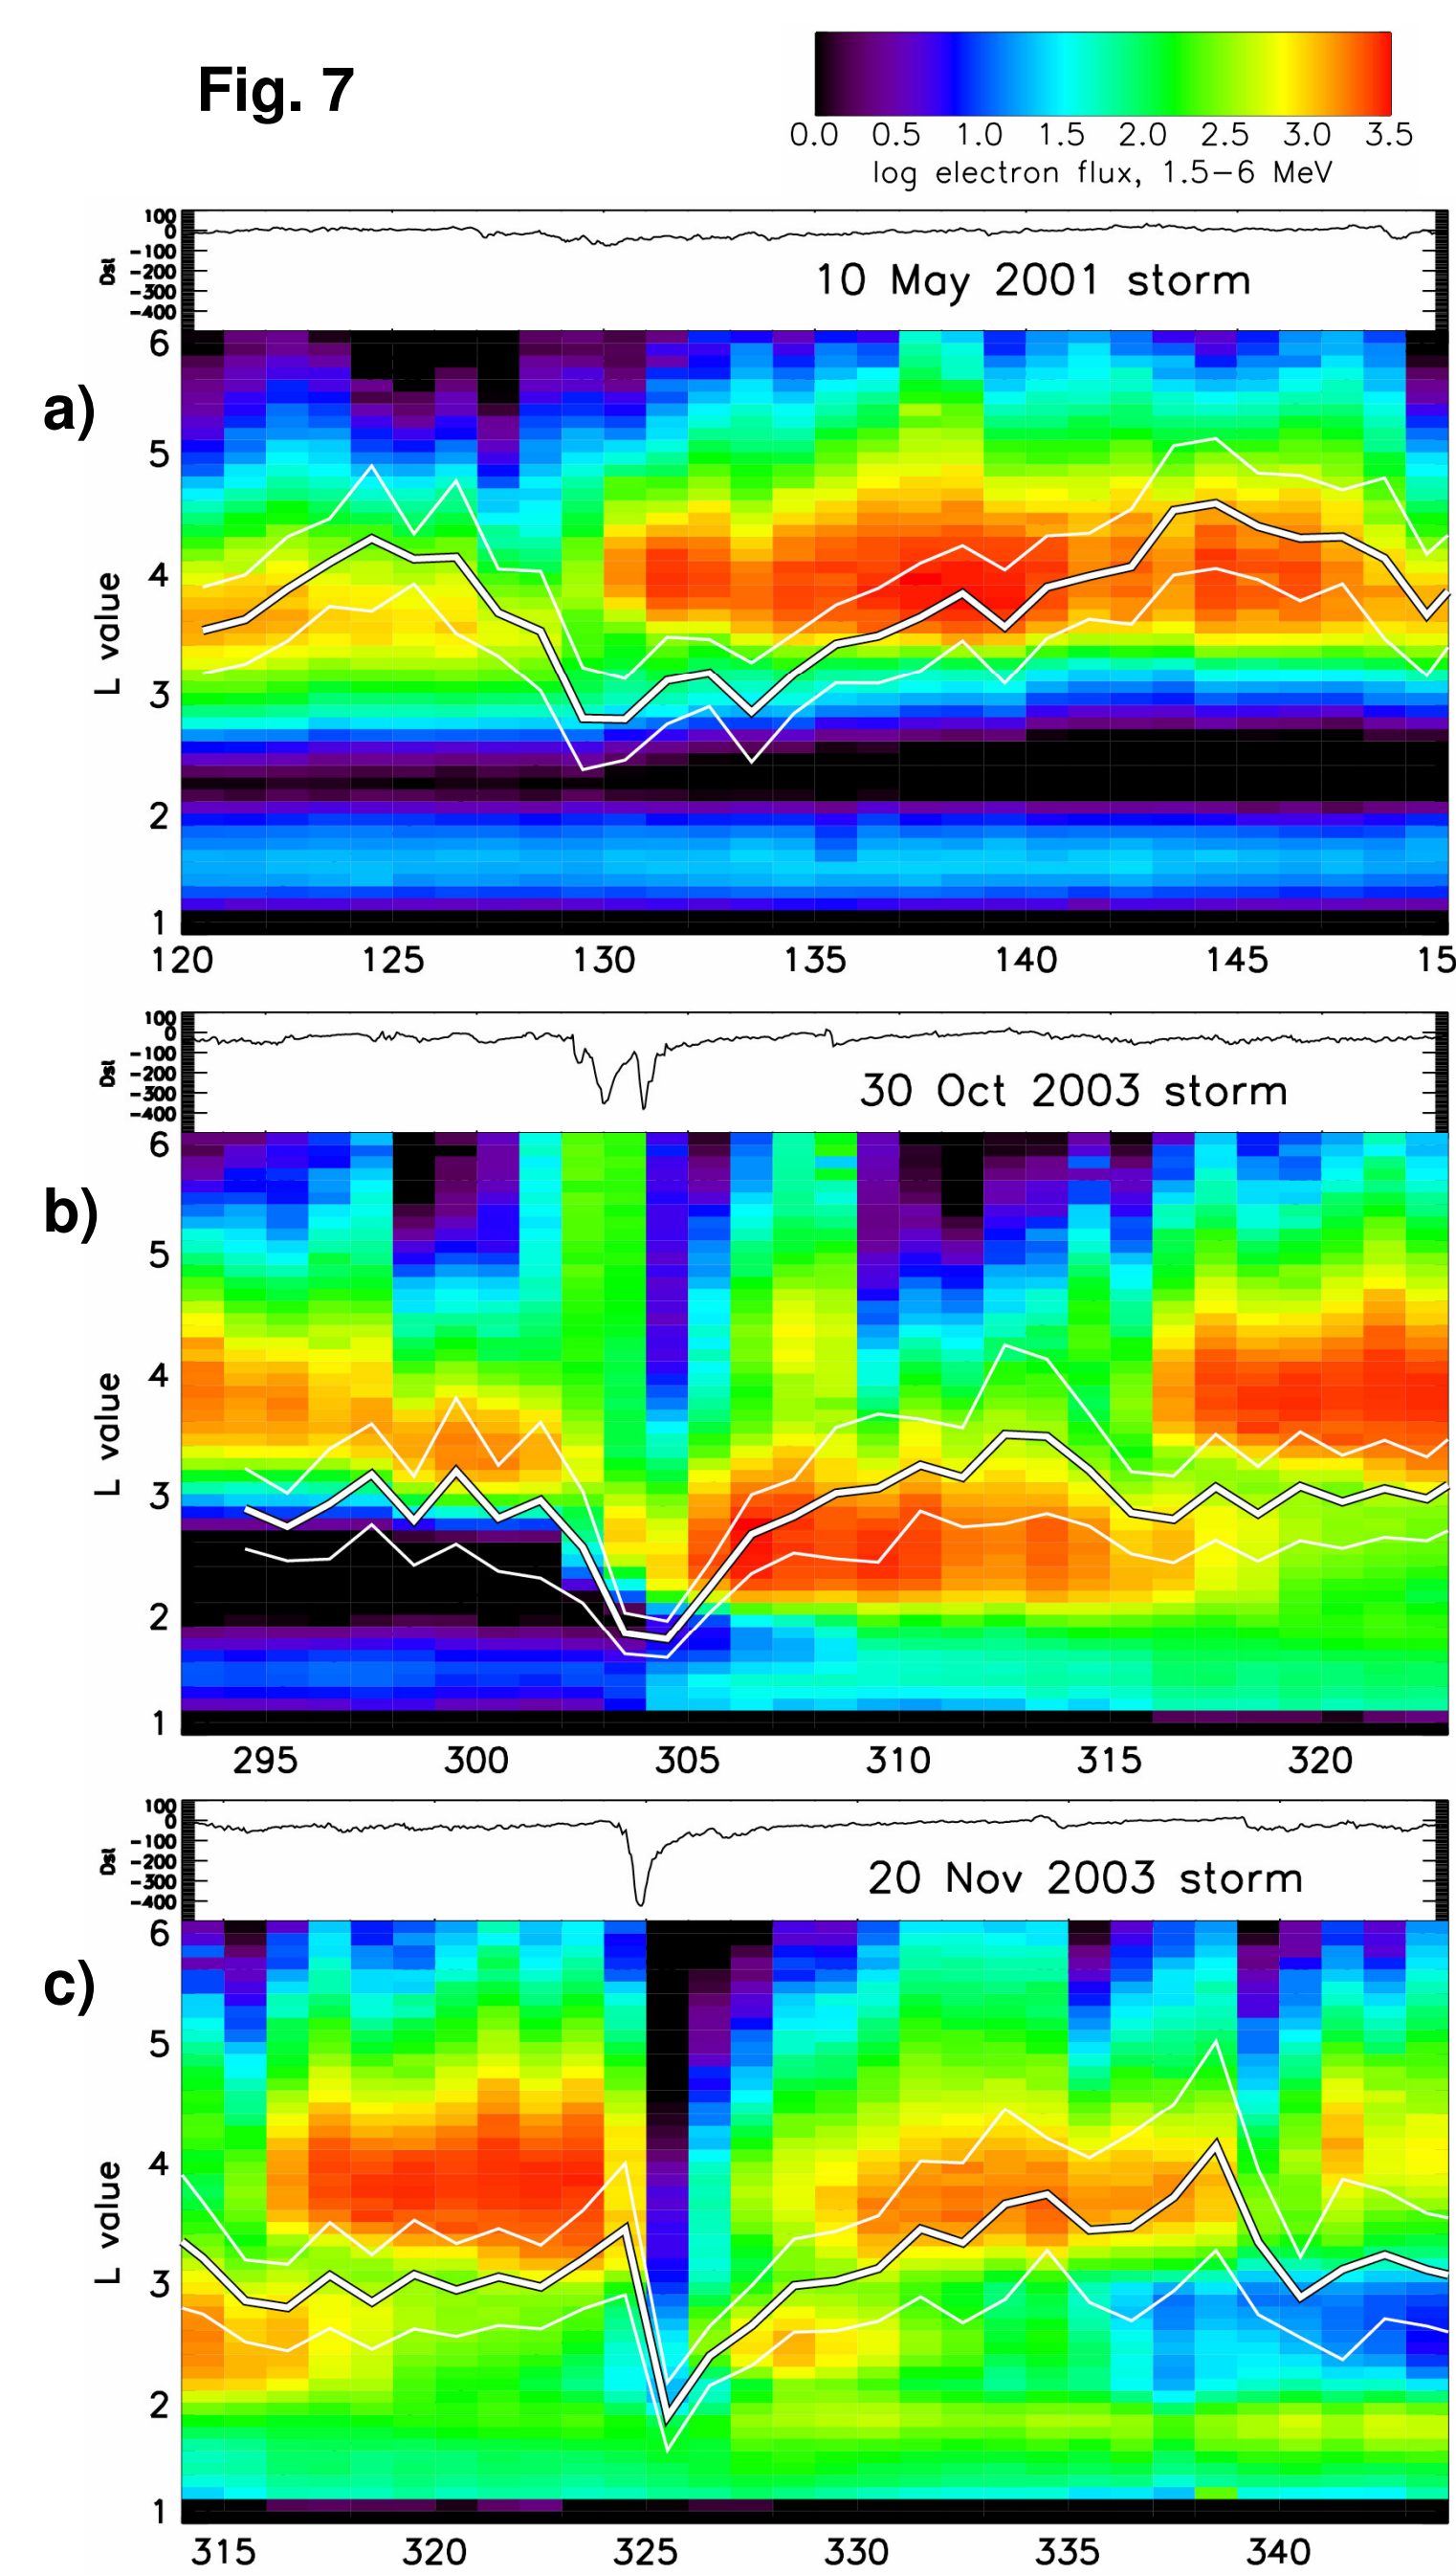 Fig. 7
0.0 0.5 1.0 1.5 2.0 2.5 3.0 3.5
log electron flux, 1.5-6 MeV
a)
100
0
-100
-200
-300
-400
Dst
10 May 2001 storm
6
5
4
3
2
1
L value
120 125 130 135 140 145 15
b)
100
0
-100
-200
-300
-400
Dst
30 Oct 2003 storm
6
5
4
3
2
1
L value
295 300 305 310 315 320
c)
100
0
-100
-200
-300
-400
Dst
20 Nov 2003 storm
6
5
4
3
2
1
L value
315 320 325 330 335 340